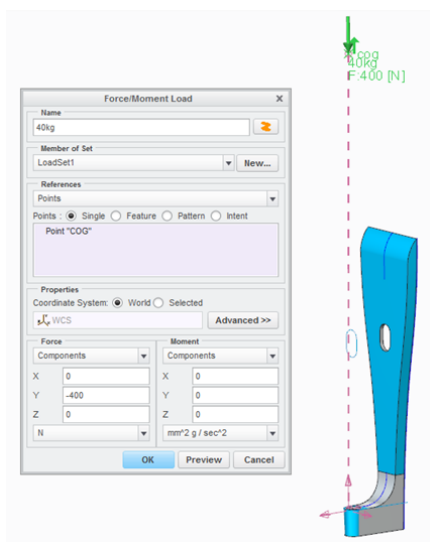 cog
40kg
F:400 [N]
Force/Moment Load X
Name
40kg
Member of Set
LoadSet1 New...
References
Points
Points : Single Feature Pattern Intent
Point "COG"
Properties
Coordinate System: World Selected
WCS Advanced >>
Force Moment
Components Components
X 0 X 0
Y -400 Y 0
Z 0 Z 0
N mm^2 g / sec^2
OK Preview Cancel